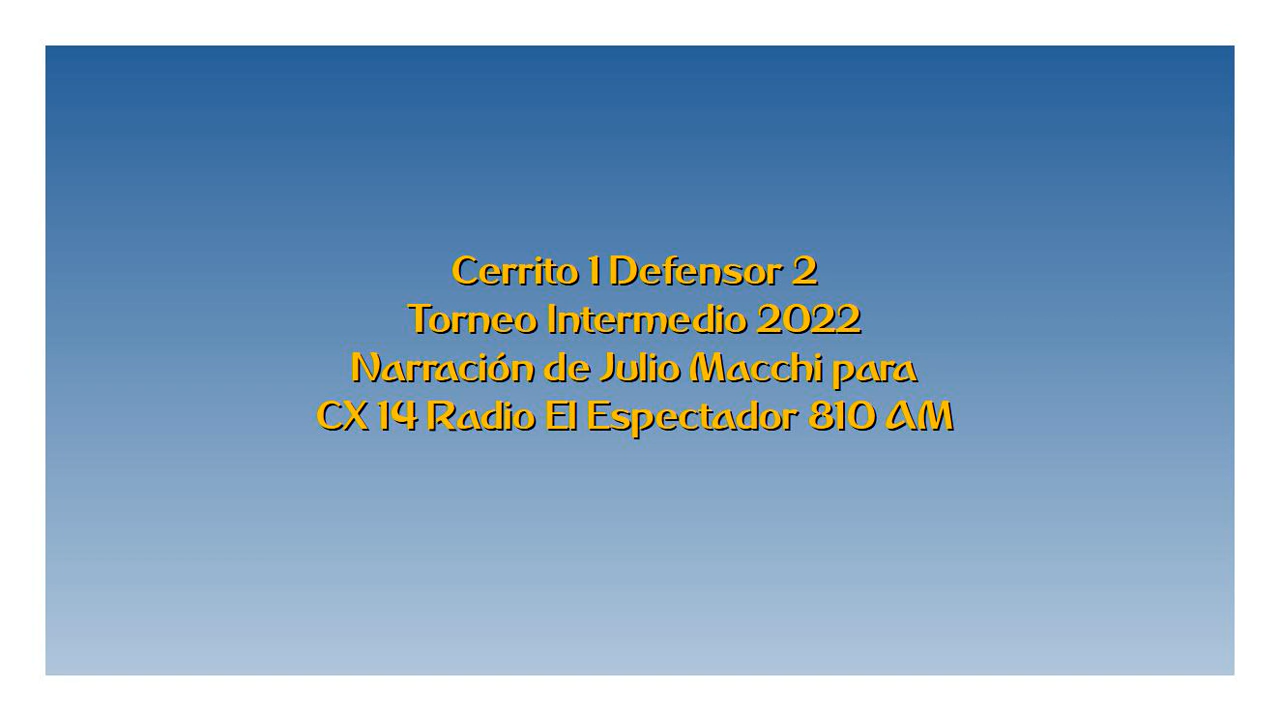 Cerrito 1 Defensor 2
Torneo Intermedio 2022
Narración de Julio Macchi para
CX 14 Radio El Espectador 810 AM